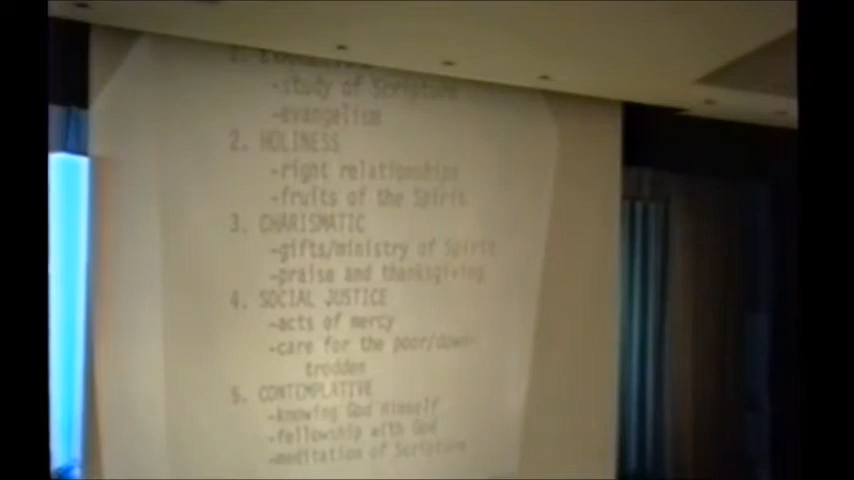 -study of Scripture
-evangelism
2. HOLINESS
-right relationships
-fruits of the Spirit
3. CHARISMATIC
-gifts/ministry of Spirit
-praise and thanksgiving
4. SOCIAL JUSTICE
-acts of mercy
-care for the poor/down-
trodden
5. CONTEMPLATIVE
-knowing God himself
-fellowship with God
-meditation of Scripture